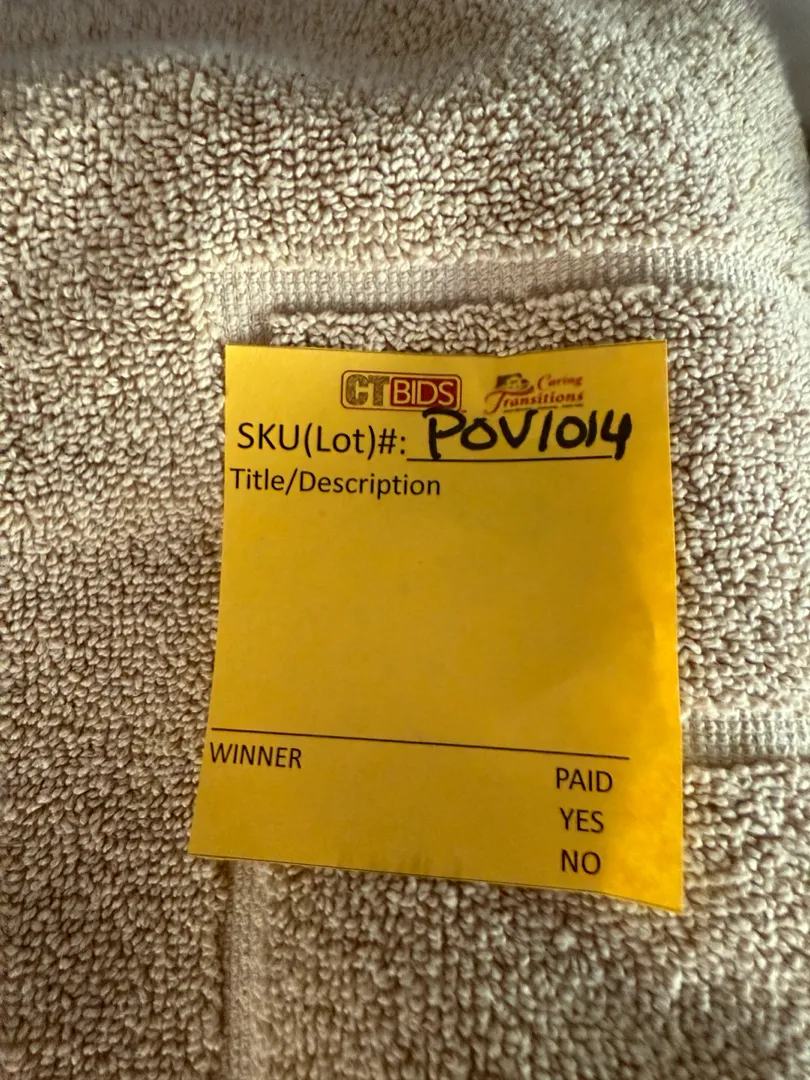 CTBIDS Caring Transitions
SKU(Lot)#: POV1014
Title/Description
WINNER
PAID
YES
NO